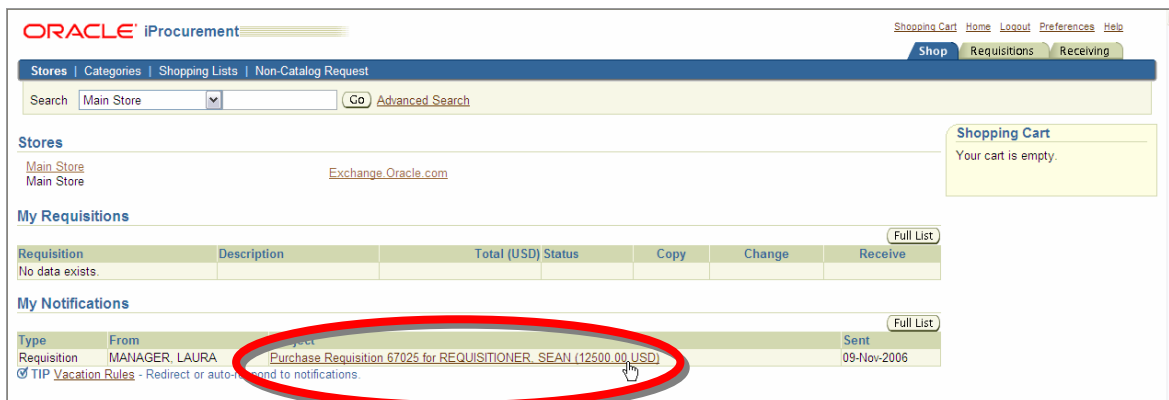 ORACLE iProcurement
Shopping Cart Home Logout Preferences Help
Shop Requisitions Receiving
Stores | Categories | Shopping Lists | Non-Catalog Request
Search Main Store Go Advanced Search
Stores
Main Store
Main Store
Exchange.Oracle.com
Shopping Cart
Your cart is empty.
My Requisitions
Full List
Requisition Description Total (USD) Status Copy Change Receive
No data exists.
My Notifications
Full List
Type From Sent
Requisition MANAGER, LAURA Purchase Requisition 67025 for REQUISITIONER, SEAN (12500.00 USD) 09-Nov-2006
TIP Vacation Rules - Redirect or auto-respond to notifications.